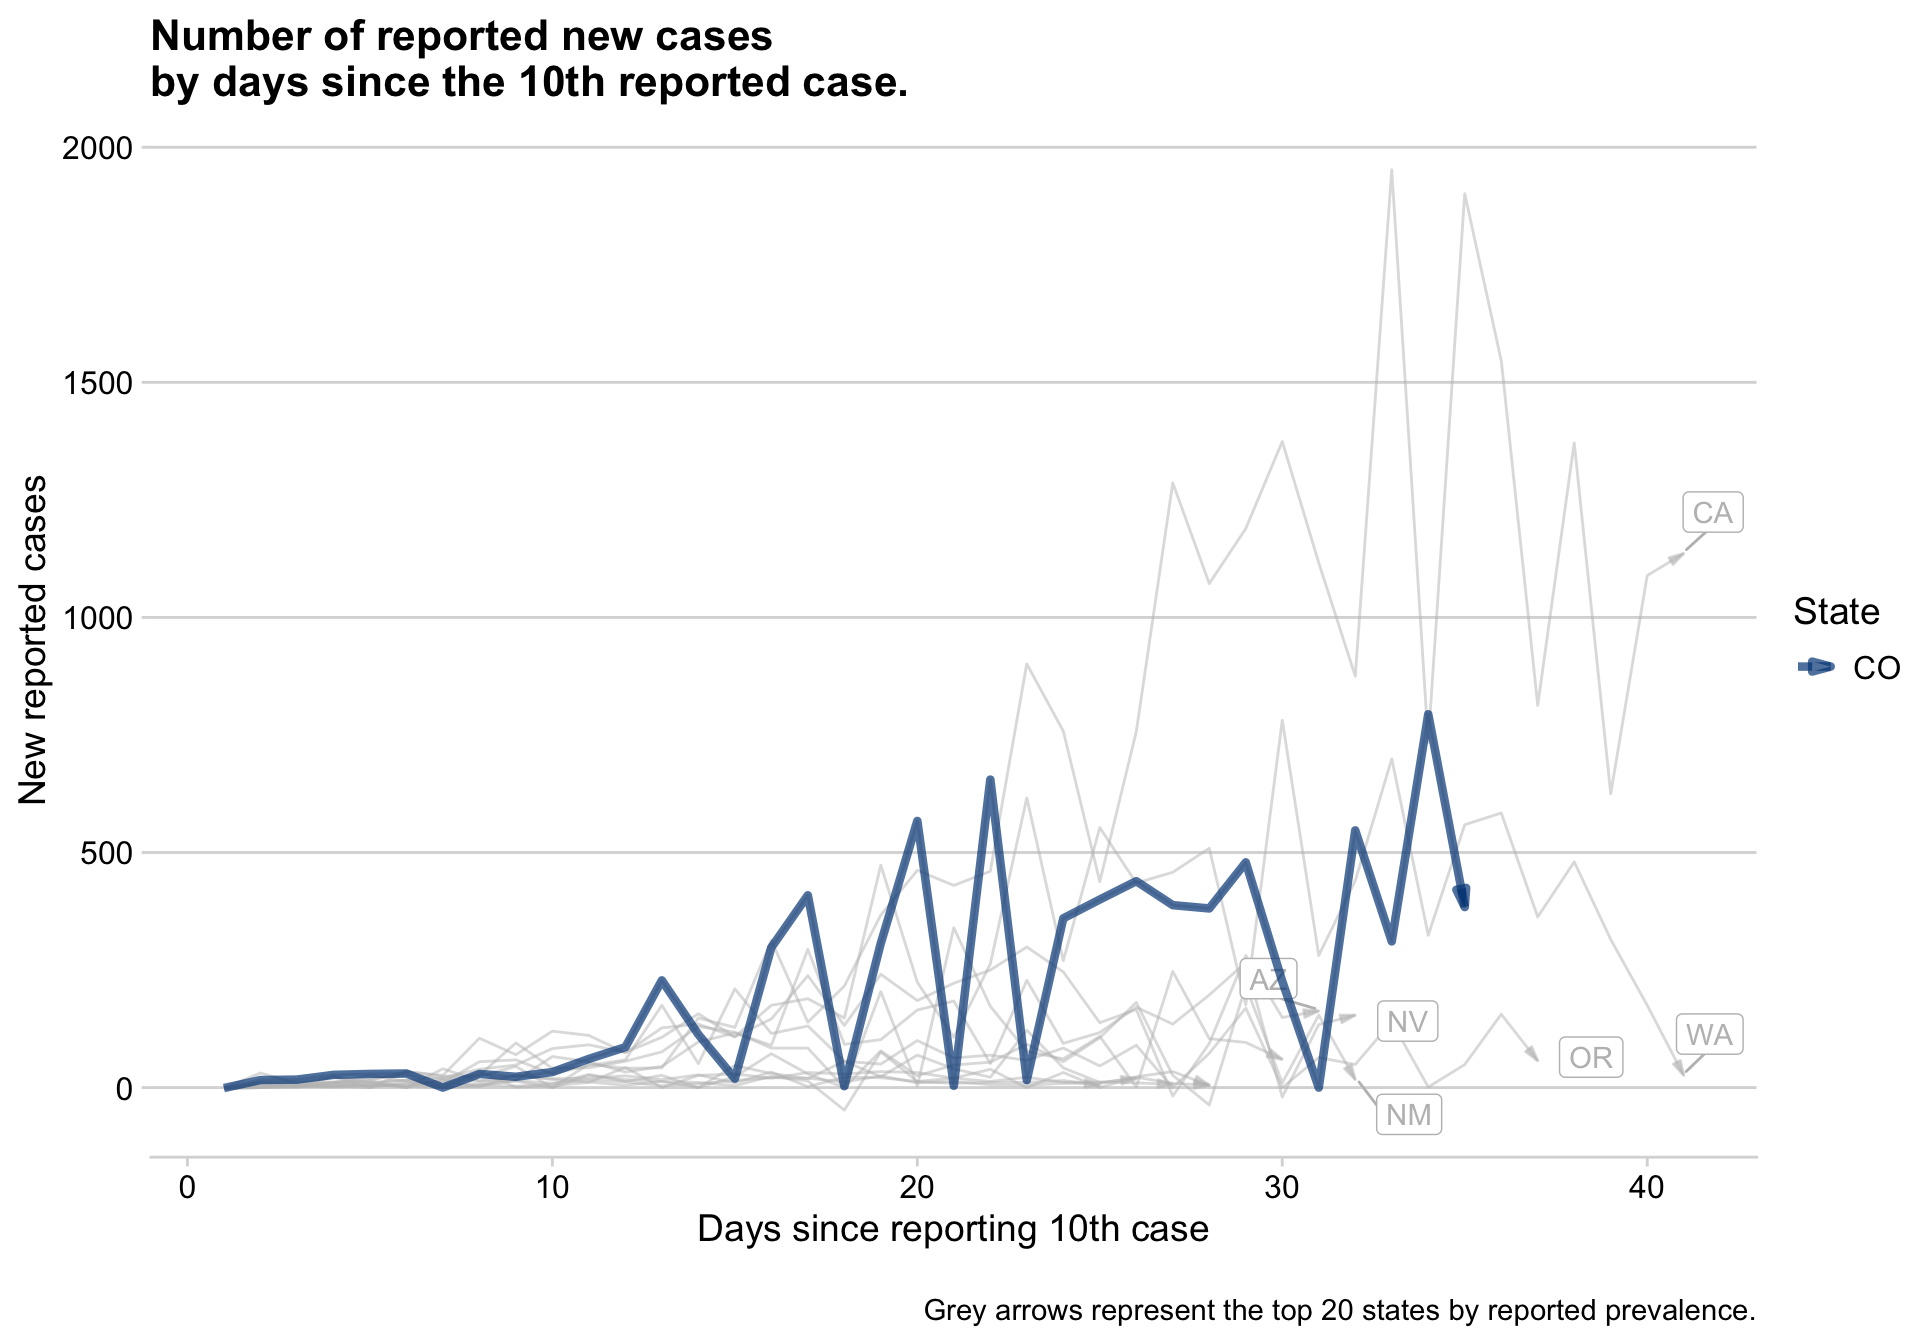 Number of reported new cases
by days since the 10th reported case.
2000
1500
1000
500
0
New reported cases
CA
AZ
NV
OR
WA
NM
State
CO
0 10 20 30 40
Days since reporting 10th case
Grey arrows represent the top 20 states by reported prevalence.